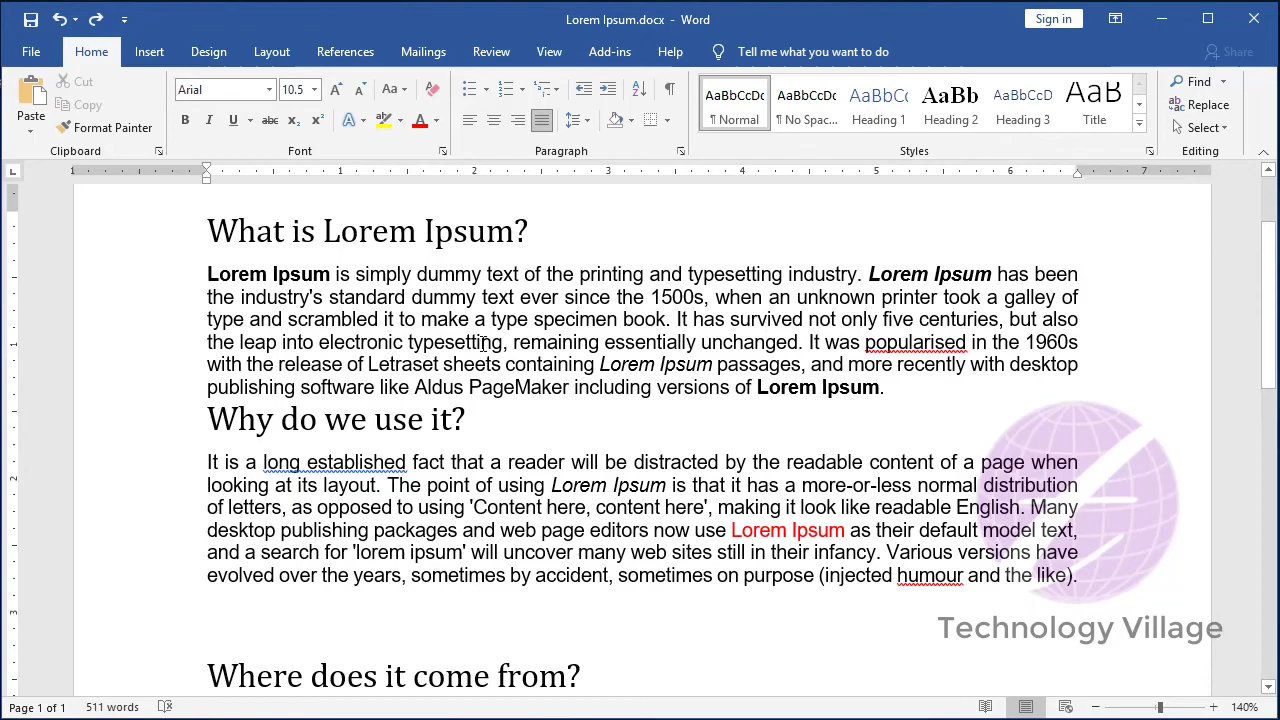 Lorem Ipsum.docx - Word
Sign in
File Home Insert Design Layout References Mailings Review View Add-ins Help Tell me what you want to do Share
Paste
Cut
Copy
Format Painter
Clipboard
Arial 10.5
Font
Paragraph
AaBbCcDc AaBbCcDc AaBbCc AaBb AaBbCcD AaB
¶ Normal ¶ No Spac... Heading 1 Heading 2 Heading 3 Title
Styles
Find
Replace
Select
Editing
1 1 2 3 4 5 6 7
What is Lorem Ipsum?
Lorem Ipsum is simply dummy text of the printing and typesetting industry. Lorem Ipsum has been
the industry's standard dummy text ever since the 1500s, when an unknown printer took a galley of
type and scrambled it to make a type specimen book. It has survived not only five centuries, but also
the leap into electronic typesetting, remaining essentially unchanged. It was popularised in the 1960s
with the release of Letraset sheets containing Lorem Ipsum passages, and more recently with desktop
publishing software like Aldus PageMaker including versions of Lorem Ipsum.
Why do we use it?
It is a long established fact that a reader will be distracted by the readable content of a page when
looking at its layout. The point of using Lorem Ipsum is that it has a more-or-less normal distribution
of letters, as opposed to using 'Content here, content here', making it look like readable English. Many
desktop publishing packages and web page editors now use Lorem Ipsum as their default model text,
and a search for 'lorem ipsum' will uncover many web sites still in their infancy. Various versions have
evolved over the years, sometimes by accident, sometimes on purpose (injected humour and the like).
Technology Village
Where does it come from?
Page 1 of 1 511 words 140%